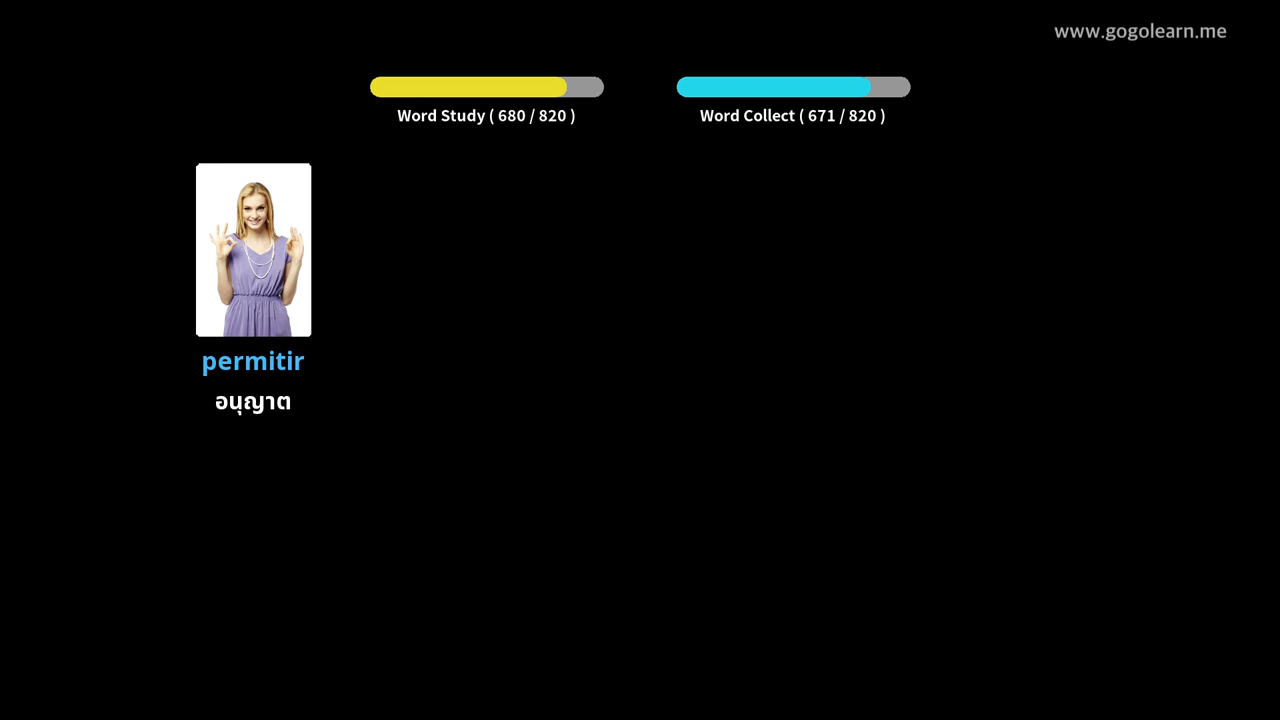 www.gogolearn.me
Word Study ( 680 / 820 )
Word Collect ( 671 / 820 )
permitir
อนุญาต